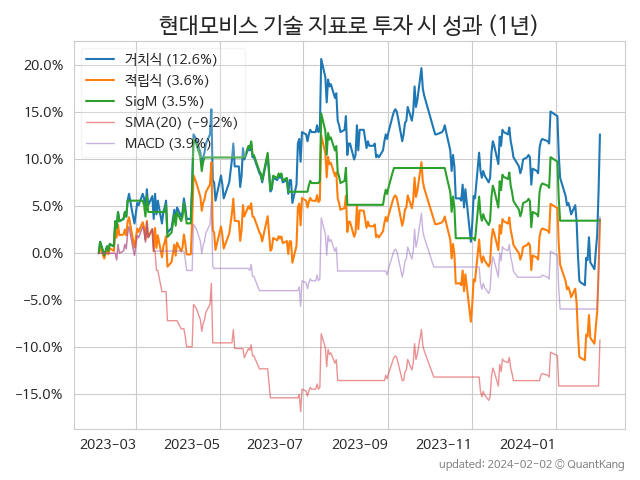 현대모비스 기술 지표로 투자 시 성과 (1년)
거치식 (12.6%)
적립식 (3.6%)
SigM (3.5%)
SMA(20) (−9.2%)
MACD (3.9%)
20.0%
15.0%
10.0%
5.0%
0.0%
−5.0%
−10.0%
−15.0%
2023-03 2023-05 2023-07 2023-09 2023-11 2024-01
updated: 2024-02-02 © QuantKang